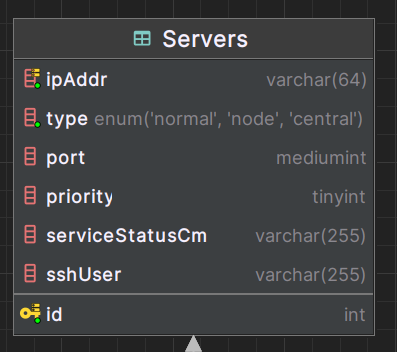 Servers
ipAddr varchar(64)
type enum('normal', 'node', 'central')
port mediumint
priority tinyint
serviceStatusCm varchar(255)
sshUser varchar(255)
id int